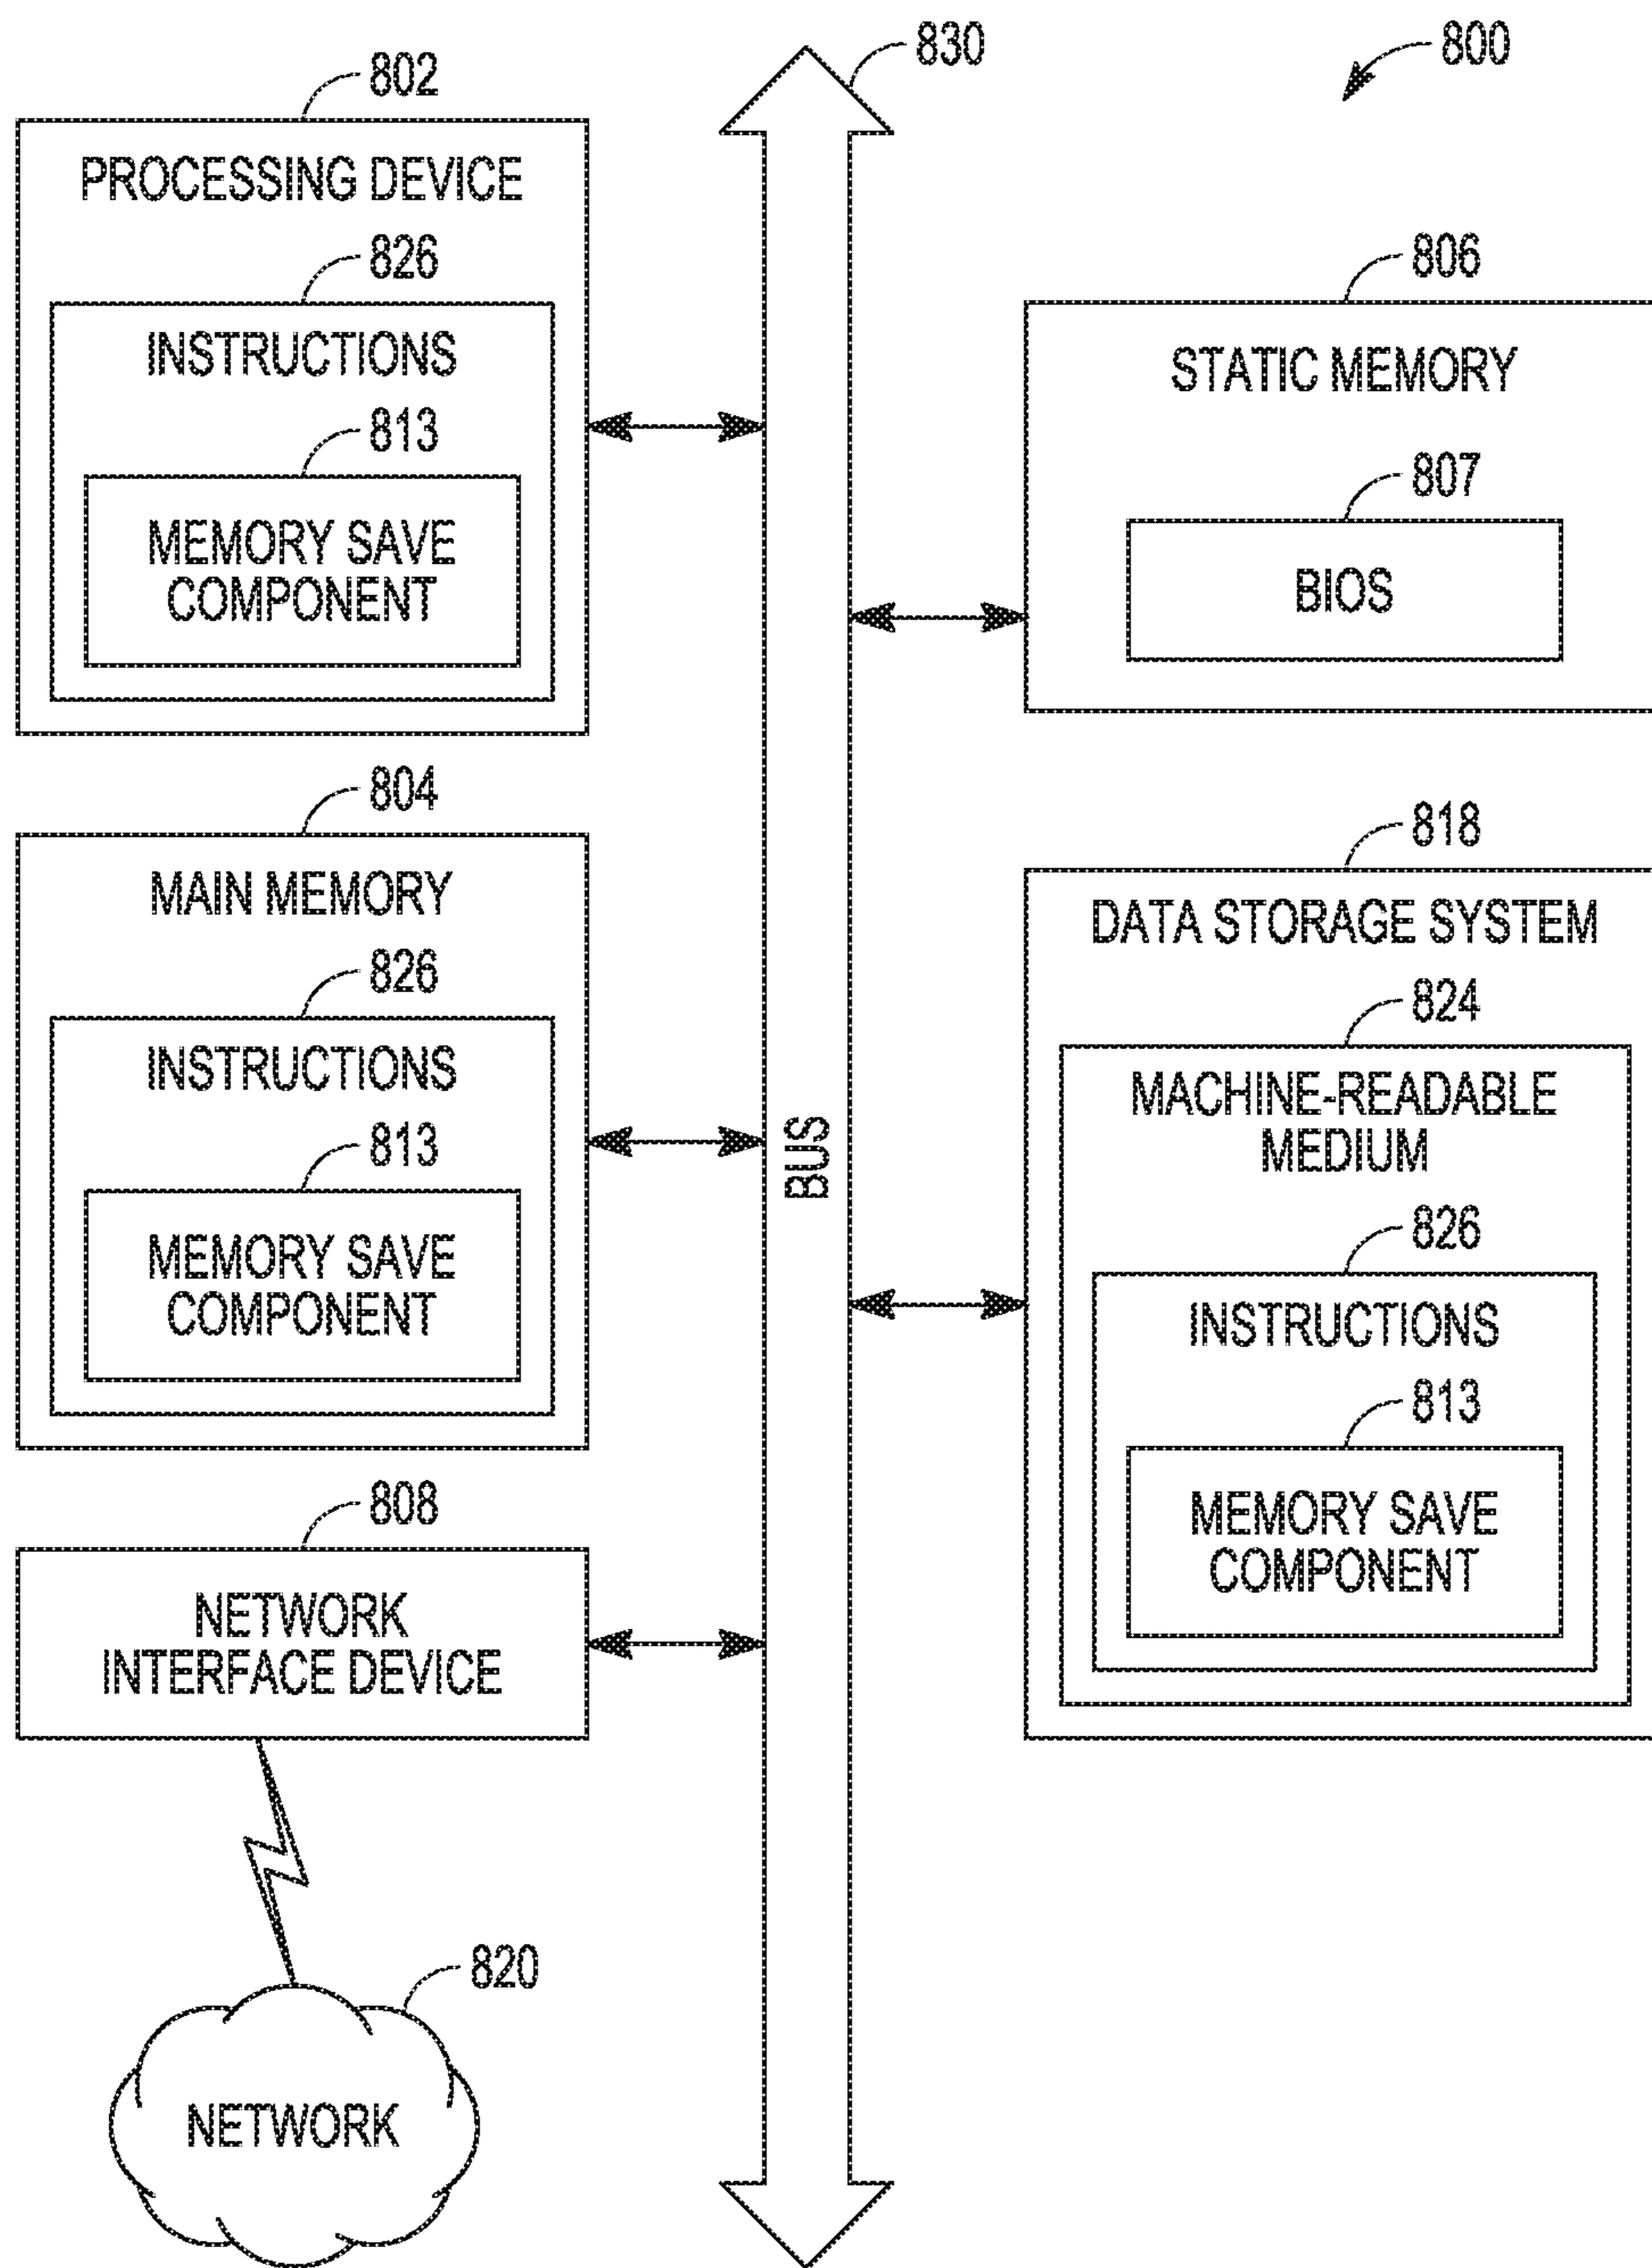 830
800
802
PROCESSING DEVICE
826
INSTRUCTIONS
813
MEMORY SAVE
COMPONENT
806
STATIC MEMORY
807
BIOS
804
MAIN MEMORY
826
INSTRUCTIONS
813
MEMORY SAVE
COMPONENT
BUS
818
DATA STORAGE SYSTEM
824
MACHINE-READABLE
MEDIUM
826
INSTRUCTIONS
813
MEMORY SAVE
COMPONENT
808
NETWORK
INTERFACE DEVICE
820
NETWORK